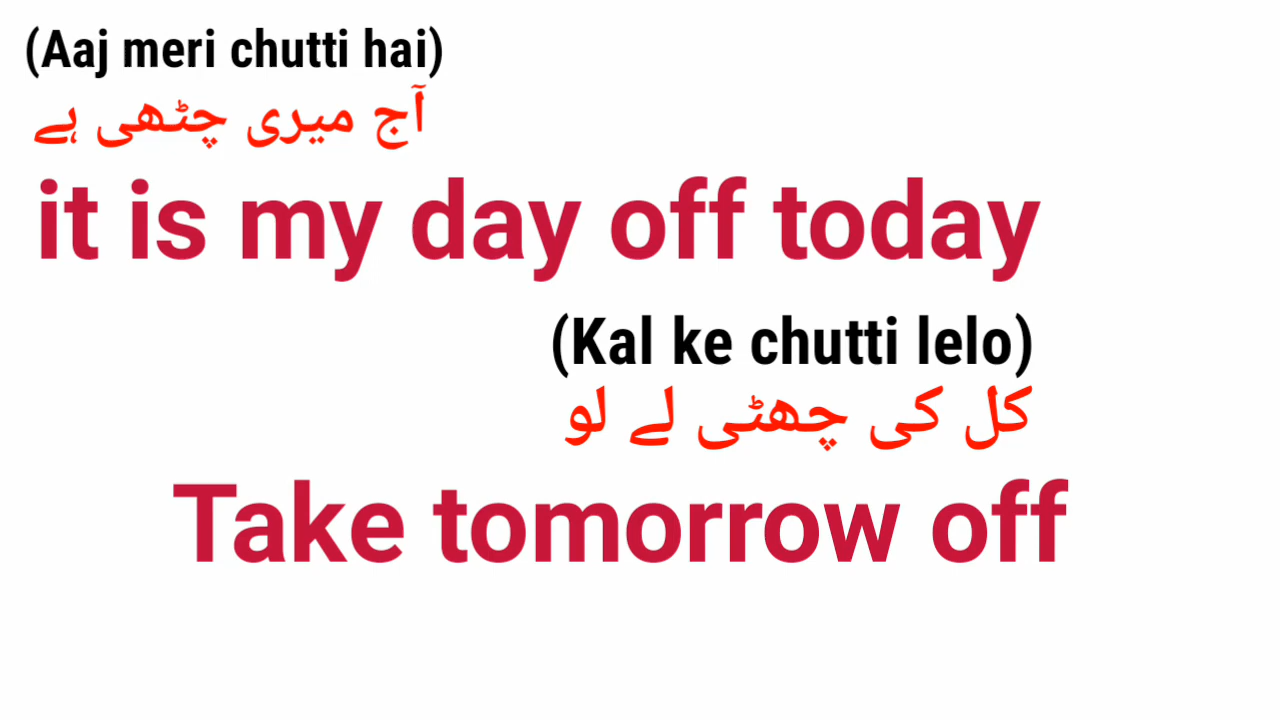 (Aaj meri chutti hai)
آج میری چٹھی ہے
it is my day off today
(Kal ke chutti lelo)
کل کی چھٹی لے لو
Take tomorrow off